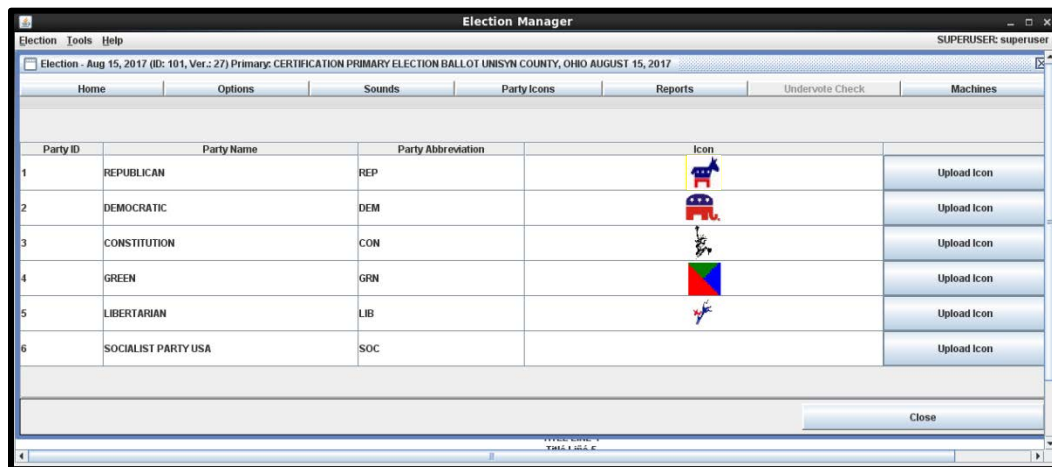 Election Manager
Election Tools Help SUPERUSER: superuser
Election - Aug 15, 2017 (ID: 101, Ver.: 27) Primary: CERTIFICATION PRIMARY ELECTION BALLOT UNISYN COUNTY, OHIO AUGUST 15, 2017
Home Options Sounds Party Icons Reports Undervote Check Machines
Party ID Party Name Party Abbreviation Icon
1 REPUBLICAN REP Upload Icon
2 DEMOCRATIC DEM Upload Icon
3 CONSTITUTION CON Upload Icon
4 GREEN GRN Upload Icon
5 LIBERTARIAN LIB Upload Icon
6 SOCIALIST PARTY USA SOC Upload Icon
Close